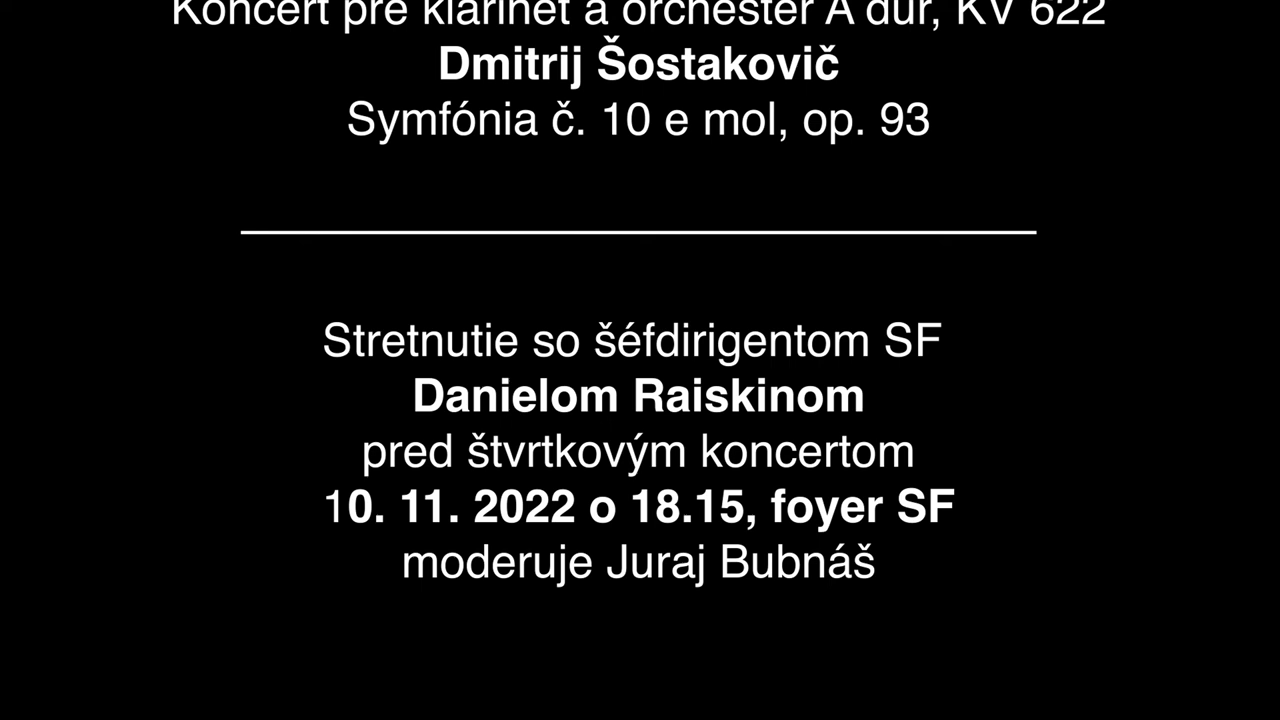 Koncert pre klarinet a orchester A dur, KV 622
Dmitrij Šostakovič
Symfónia č. 10 e mol, op. 93
Stretnutie so šéfdirigentom SF
Danielom Raiskinom
pred štvrtkovým koncertom
10. 11. 2022 o 18.15, foyer SF
moderuje Juraj Bubnáš